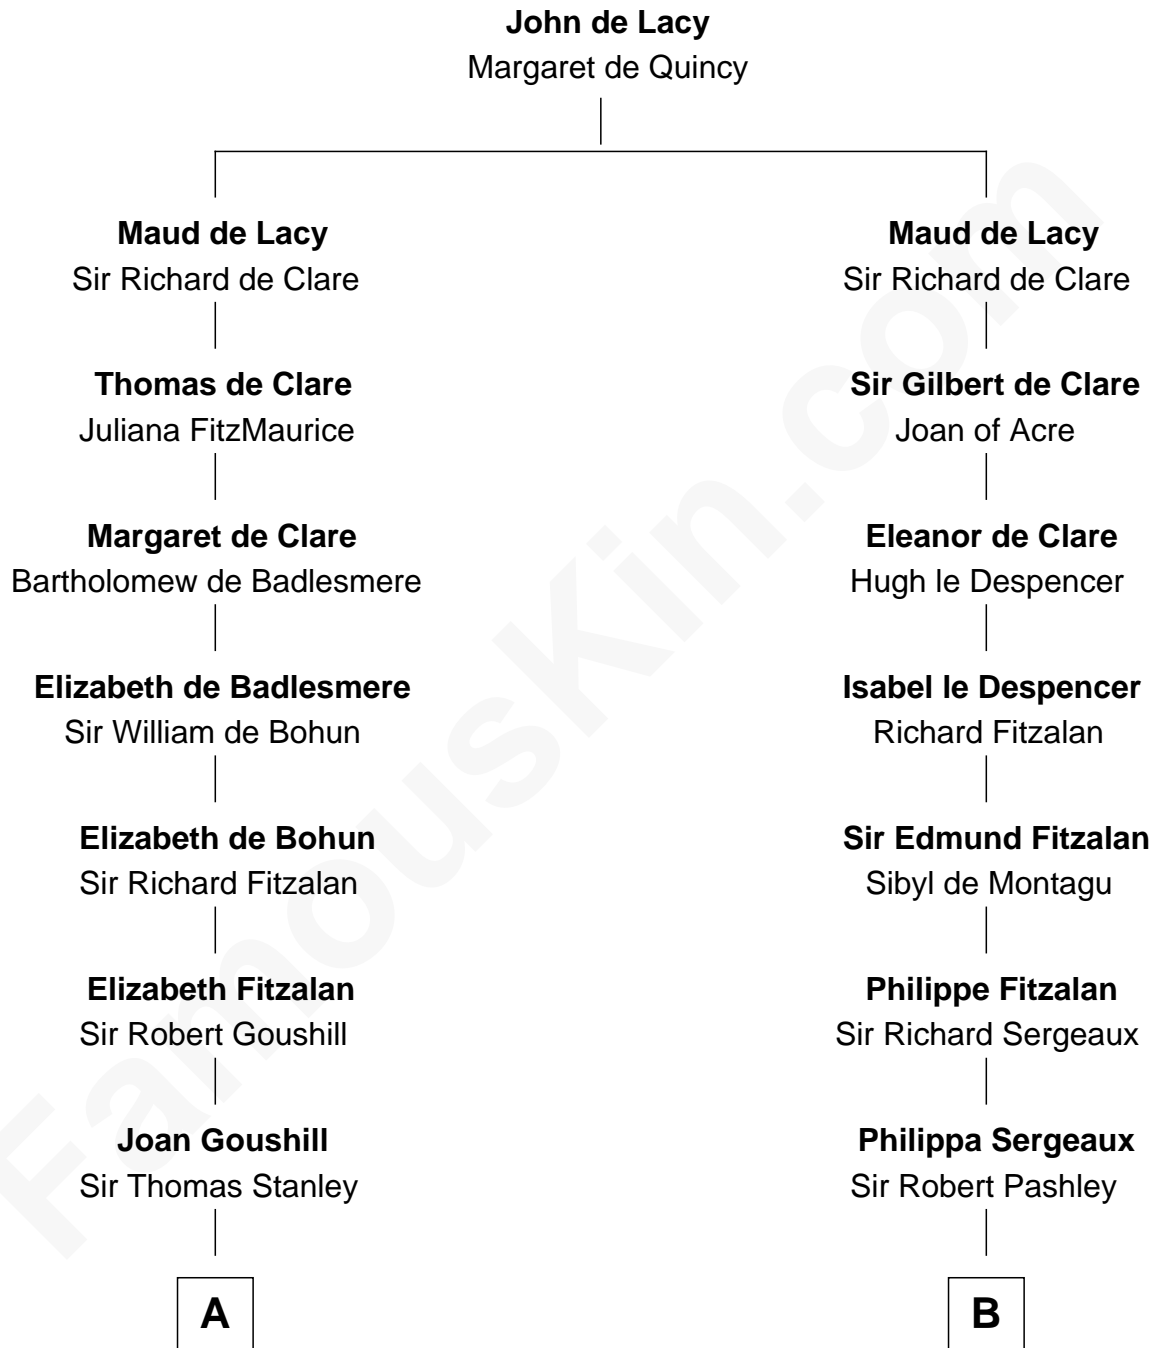 John de Lacy
Margaret de Quincy
Maud de Lacy
Sir Richard de Clare
Thomas de Clare
Juliana FitzMaurice
Margaret de Clare
Bartholomew de Badlesmere
Elizabeth de Badlesmere
Sir William de Bohun
Elizabeth de Bohun
Sir Richard Fitzalan
Elizabeth Fitzalan
Sir Robert Goushill
Joan Goushill
Sir Thomas Stanley
A
Maud de Lacy
Sir Richard de Clare
Sir Gilbert de Clare
Joan of Acre
Eleanor de Clare
Hugh le Despencer
Isabel le Despencer
Richard Fitzalan
Sir Edmund Fitzalan
Sibyl de Montagu
Philippe Fitzalan
Sir Richard Sergeaux
Philippa Sergeaux
Sir Robert Pashley
B
FamousKin.com